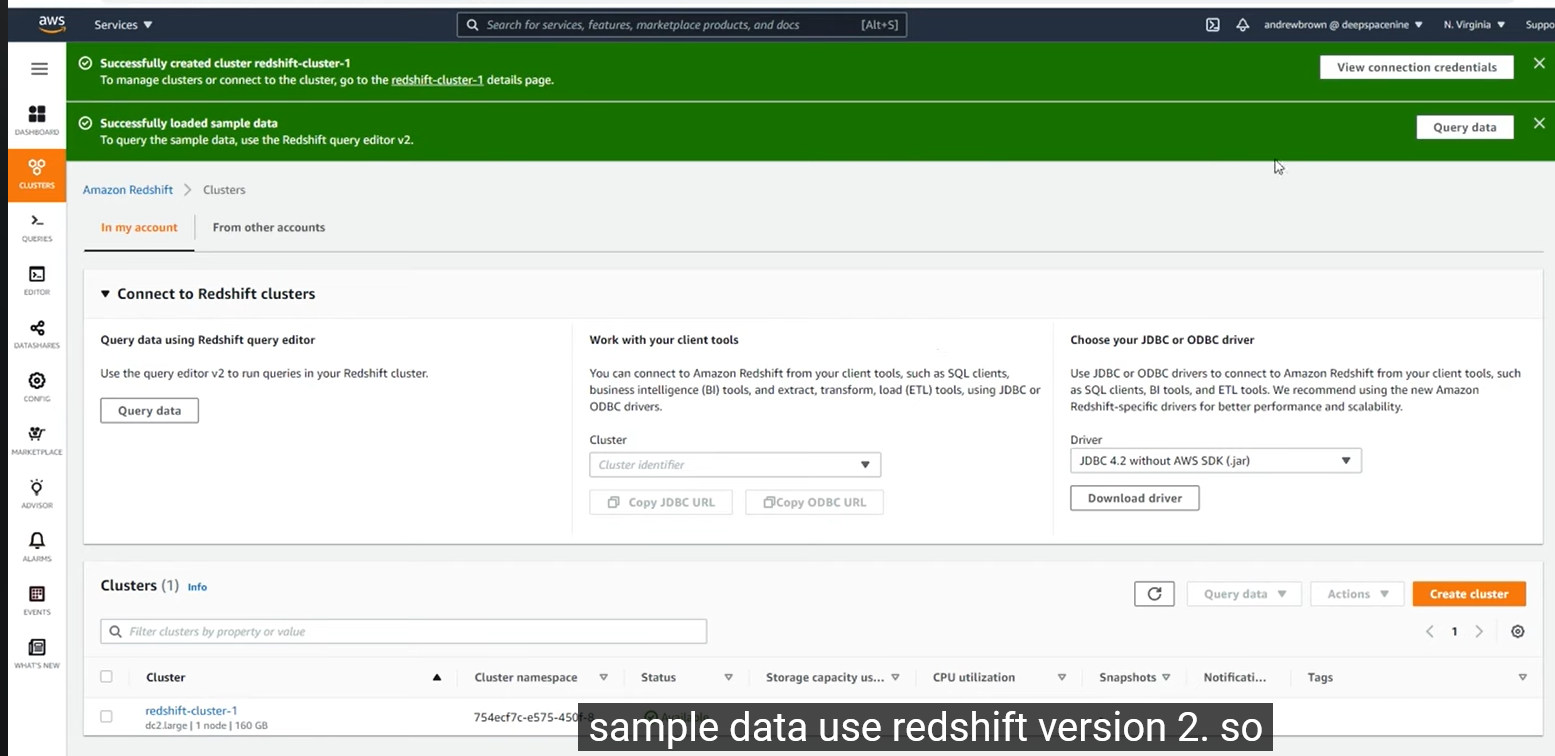 aws
Services
Search for services, features, marketplace products, and docs [Alt+S]
andrewbrown @ deepspacenine
N. Virginia
Suppo
Successfully created cluster redshift-cluster-1
To manage clusters or connect to the cluster, go to the redshift-cluster-1 details page.
View connection credentials
Successfully loaded sample data
To query the sample data, use the Redshift query editor v2.
Query data
DASHBOARD
CLUSTERS
QUERIES
EDITOR
DATASHARES
CONFIG
MARKETPLACE
ADVISOR
ALARMS
EVENTS
WHAT'S NEW
Amazon Redshift > Clusters
In my account
From other accounts
Connect to Redshift clusters
Query data using Redshift query editor
Use the query editor v2 to run queries in your Redshift cluster.
Query data
Work with your client tools
You can connect to Amazon Redshift from your client tools, such as SQL clients,
business intelligence (BI) tools, and extract, transform, load (ETL) tools, using JDBC or
ODBC drivers.
Cluster
Cluster identifier
Copy JDBC URL
Copy ODBC URL
Choose your JDBC or ODBC driver
Use JDBC or ODBC drivers to connect to Amazon Redshift from your client tools, such
as SQL clients, BI tools, and ETL tools. We recommend using the new Amazon
Redshift-specific drivers for better performance and scalability.
Driver
JDBC 4.2 without AWS SDK (.jar)
Download driver
Clusters (1) Info
Query data
Actions
Create cluster
Filter clusters by property or value
1
Cluster
Cluster namespace
Status
Storage capacity us...
CPU utilization
Snapshots
Notificati...
Tags
redshift-cluster-1
dc2.large | 1 node | 160 GB
754ecf7c-e575-450f-8
Available
sample data use redshift version 2. so